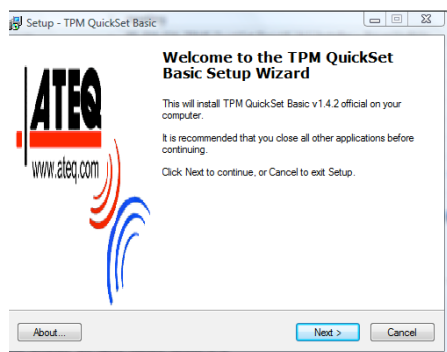 Setup - TPM QuickSet Basic
ATEQ
www.ateq.com
Welcome to the TPM QuickSet
Basic Setup Wizard
This will install TPM QuickSet Basic v1.4.2 official on your
computer.
It is recommended that you close all other applications before
continuing.
Click Next to continue, or Cancel to exit Setup.
About...
Next >
Cancel